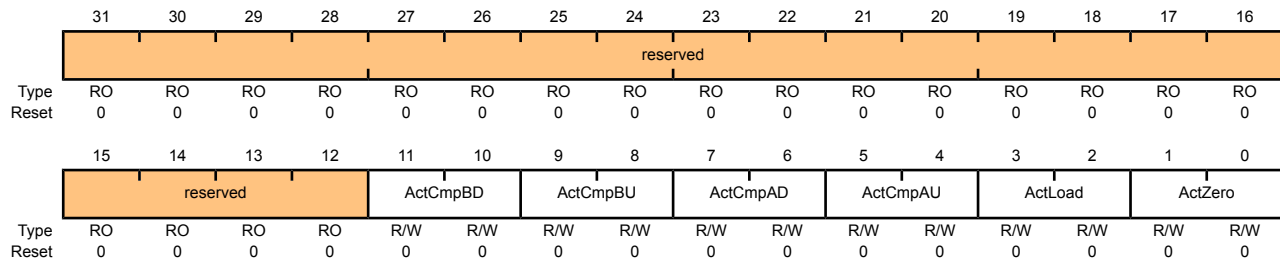 31 30 29 28 27 26 25 24 23 22 21 20 19 18 17 16
reserved
Type RO RO RO RO RO RO RO RO RO RO RO RO RO RO RO RO
Reset 0 0 0 0 0 0 0 0 0 0 0 0 0 0 0 0
15 14 13 12 11 10 9 8 7 6 5 4 3 2 1 0
reserved ActCmpBD ActCmpBU ActCmpAD ActCmpAU ActLoad ActZero
Type RO RO RO RO R/W R/W R/W R/W R/W R/W R/W R/W R/W R/W R/W R/W
Reset 0 0 0 0 0 0 0 0 0 0 0 0 0 0 0 0